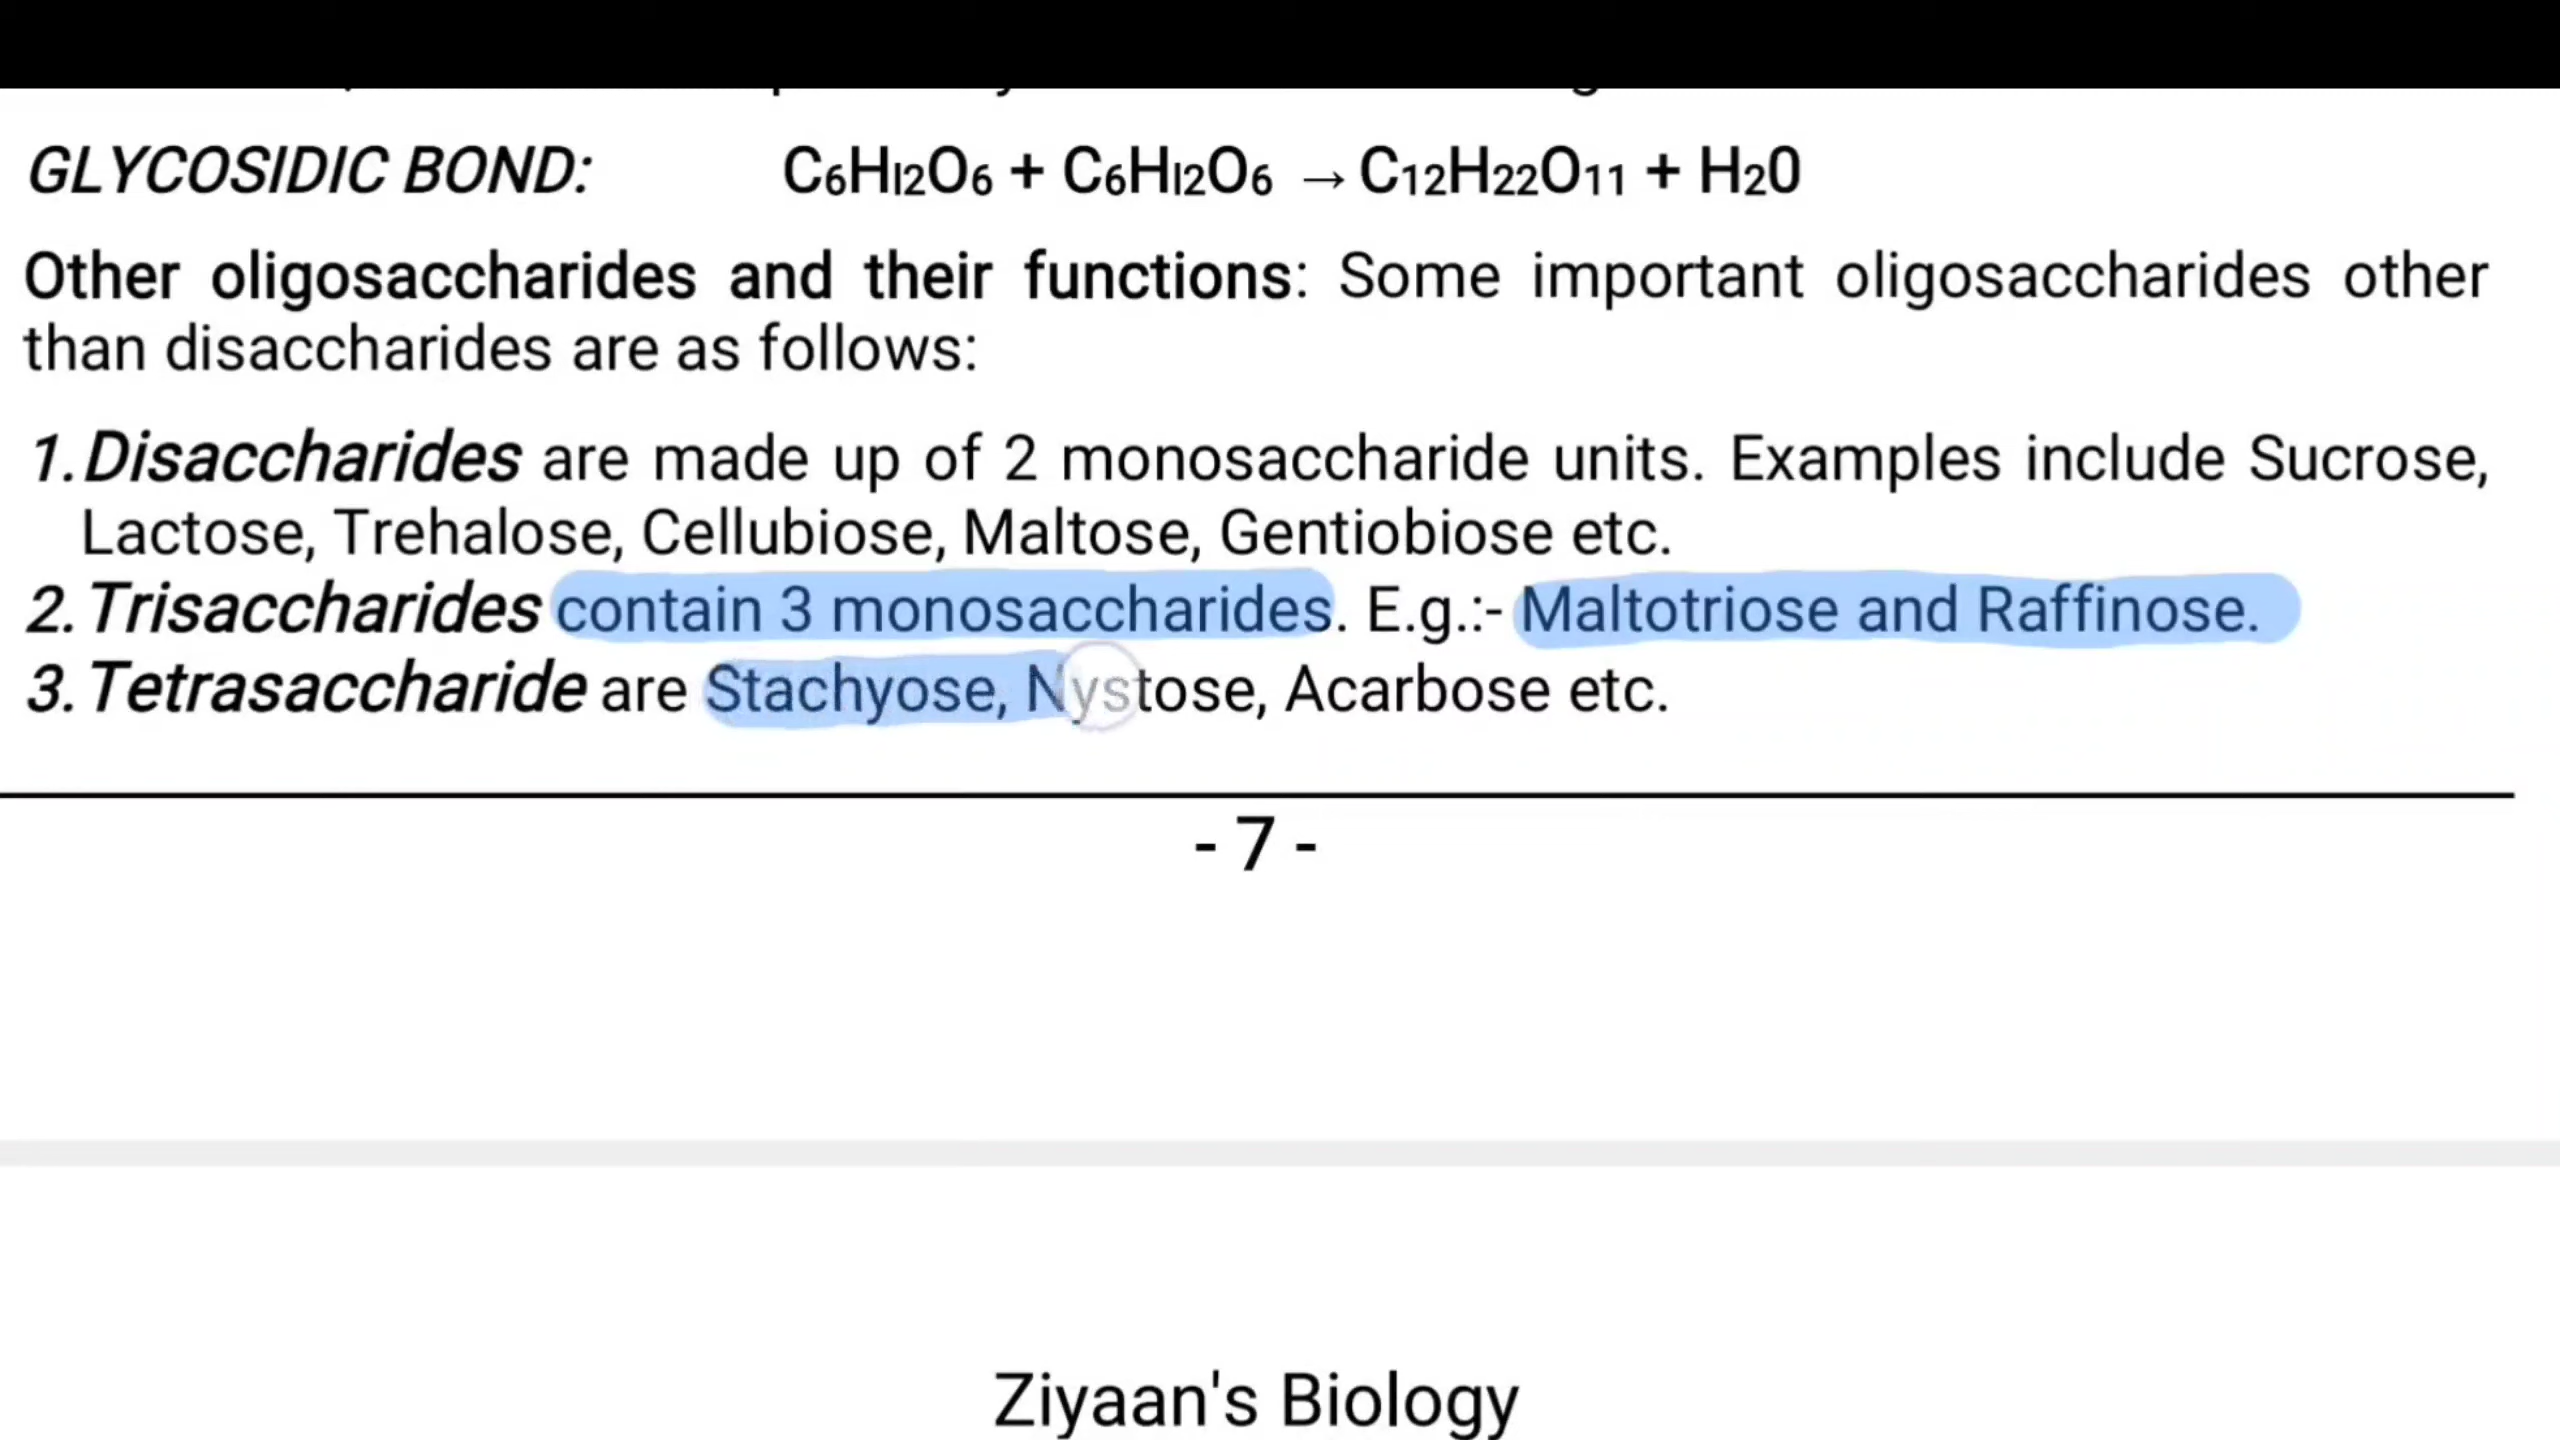 GLYCOSIDIC BOND: C6Hl2O6 + C6Hl2O6 → C12H22O11 + H20
Other oligosaccharides and their functions: Some important oligosaccharides other
than disaccharides are as follows:
1. Disaccharides are made up of 2 monosaccharide units. Examples include Sucrose,
Lactose, Trehalose, Cellubiose, Maltose, Gentiobiose etc.
2. Trisaccharides contain 3 monosaccharides. E.g.:- Maltotriose and Raffinose.
3. Tetrasaccharide are Stachyose, Nystose, Acarbose etc.
- 7 -
Ziyaan's Biology